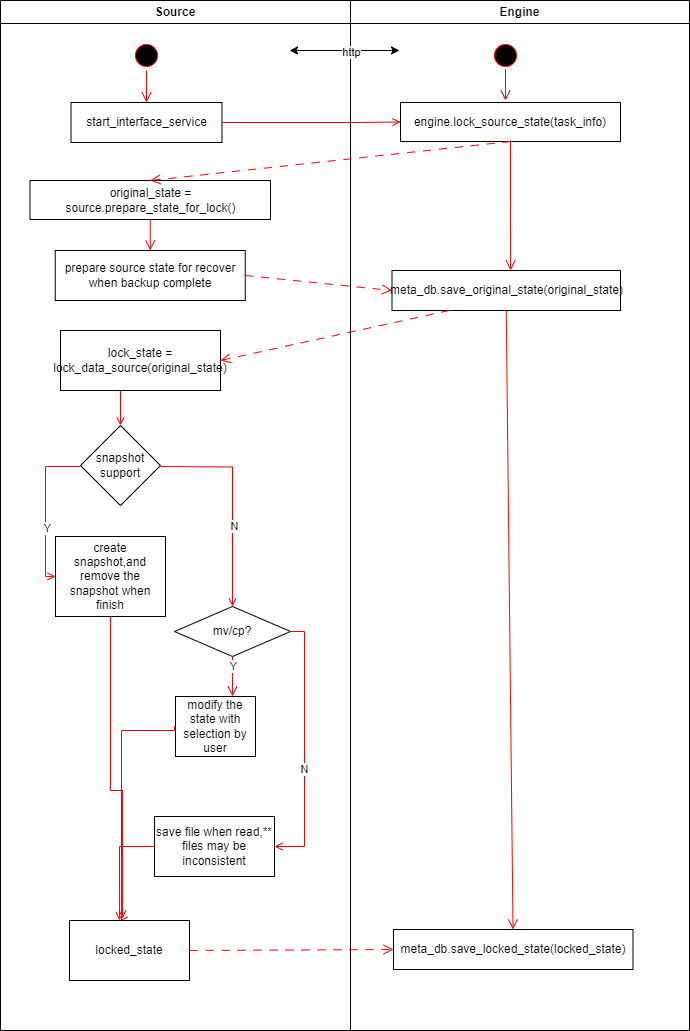 Source
Engine
http
start_interface_service
engine.lock_source_state(task_info)
original_state =
source.prepare_state_for_lock()
prepare source state for recover
when backup complete
meta_db.save_original_state(original_state)
lock_state =
lock_data_source(original_state)
snapshot
support
Y
N
create
snapshot,and
remove the
snapshot when
finish
mv/cp?
Y
modify the
state with
selection by
user
N
save file when read,**
files may be
inconsistent
locked_state
meta_db.save_locked_state(locked_state)